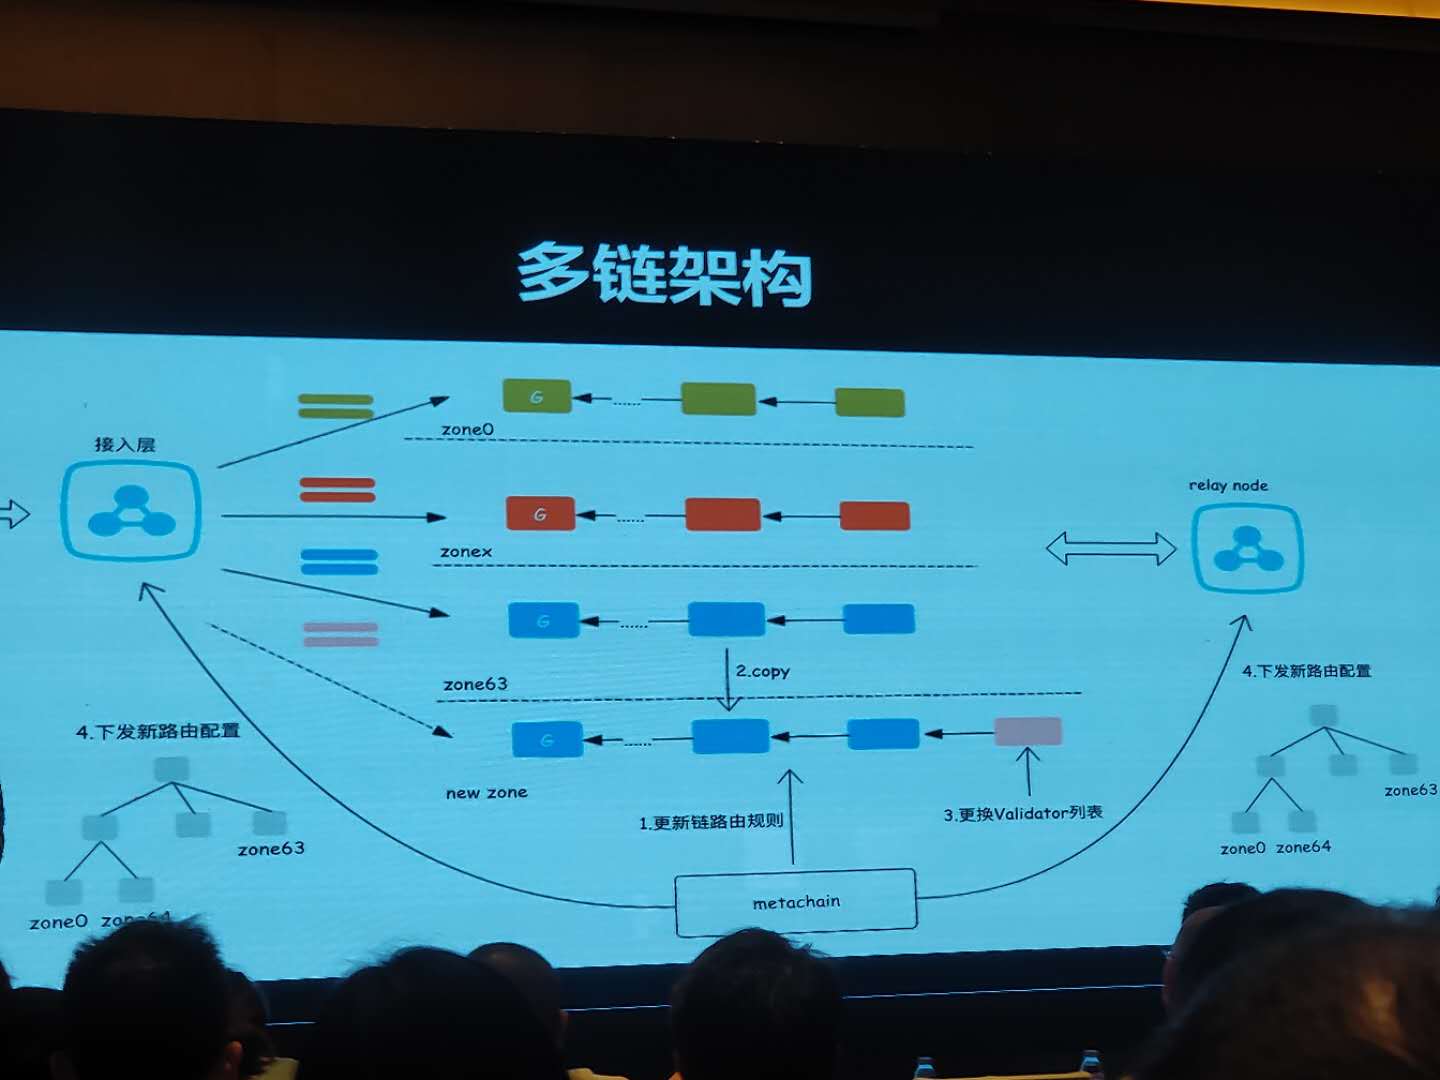 多链架构
接入层
G
......
zone0
G
......
zonex
relay node
G
......
2.copy
zone63
4.下发新路由配置
4.下发新路由配置
G
......
new zone
1.更新链路由规则
3.更换Validator列表
zone63
zone63
zone0 zone64
zone0 zone64
metachain